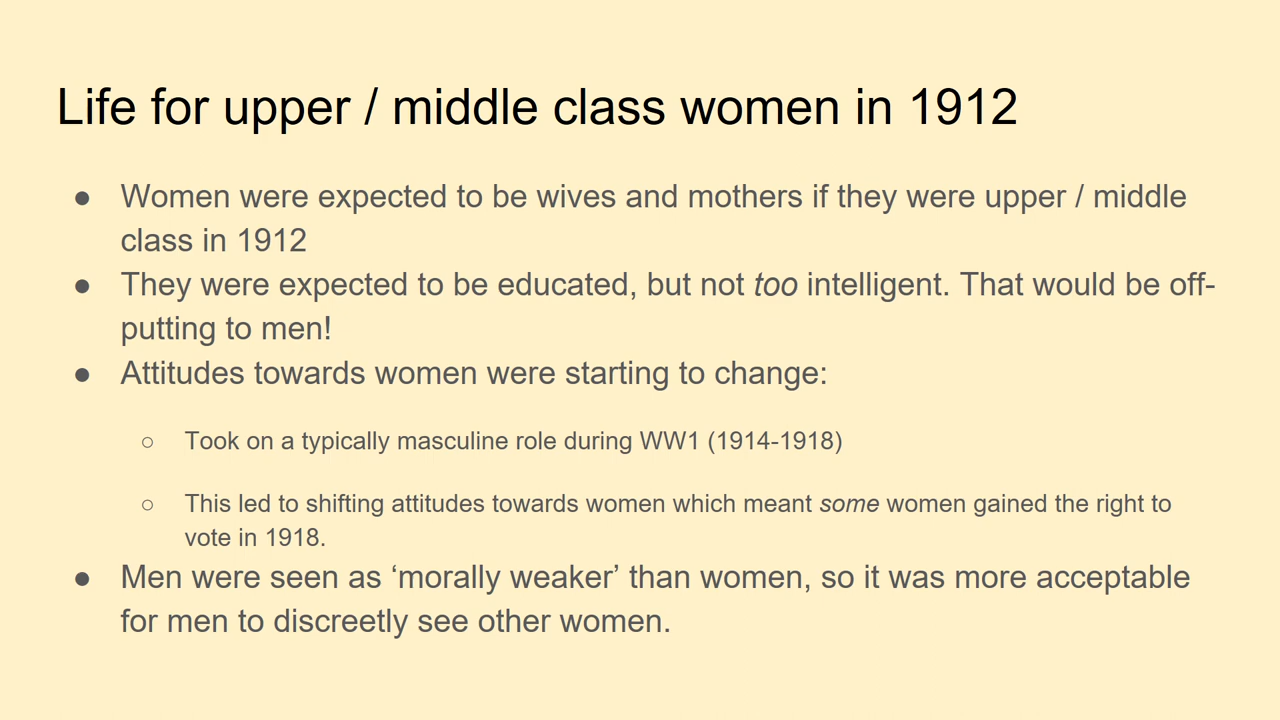 Life for upper / middle class women in 1912
● Women were expected to be wives and mothers if they were upper / middle
class in 1912
● They were expected to be educated, but not too intelligent. That would be off-
putting to men!
● Attitudes towards women were starting to change:
○ Took on a typically masculine role during WW1 (1914-1918)
○ This led to shifting attitudes towards women which meant some women gained the right to
vote in 1918.
● Men were seen as ‘morally weaker’ than women, so it was more acceptable
for men to discreetly see other women.